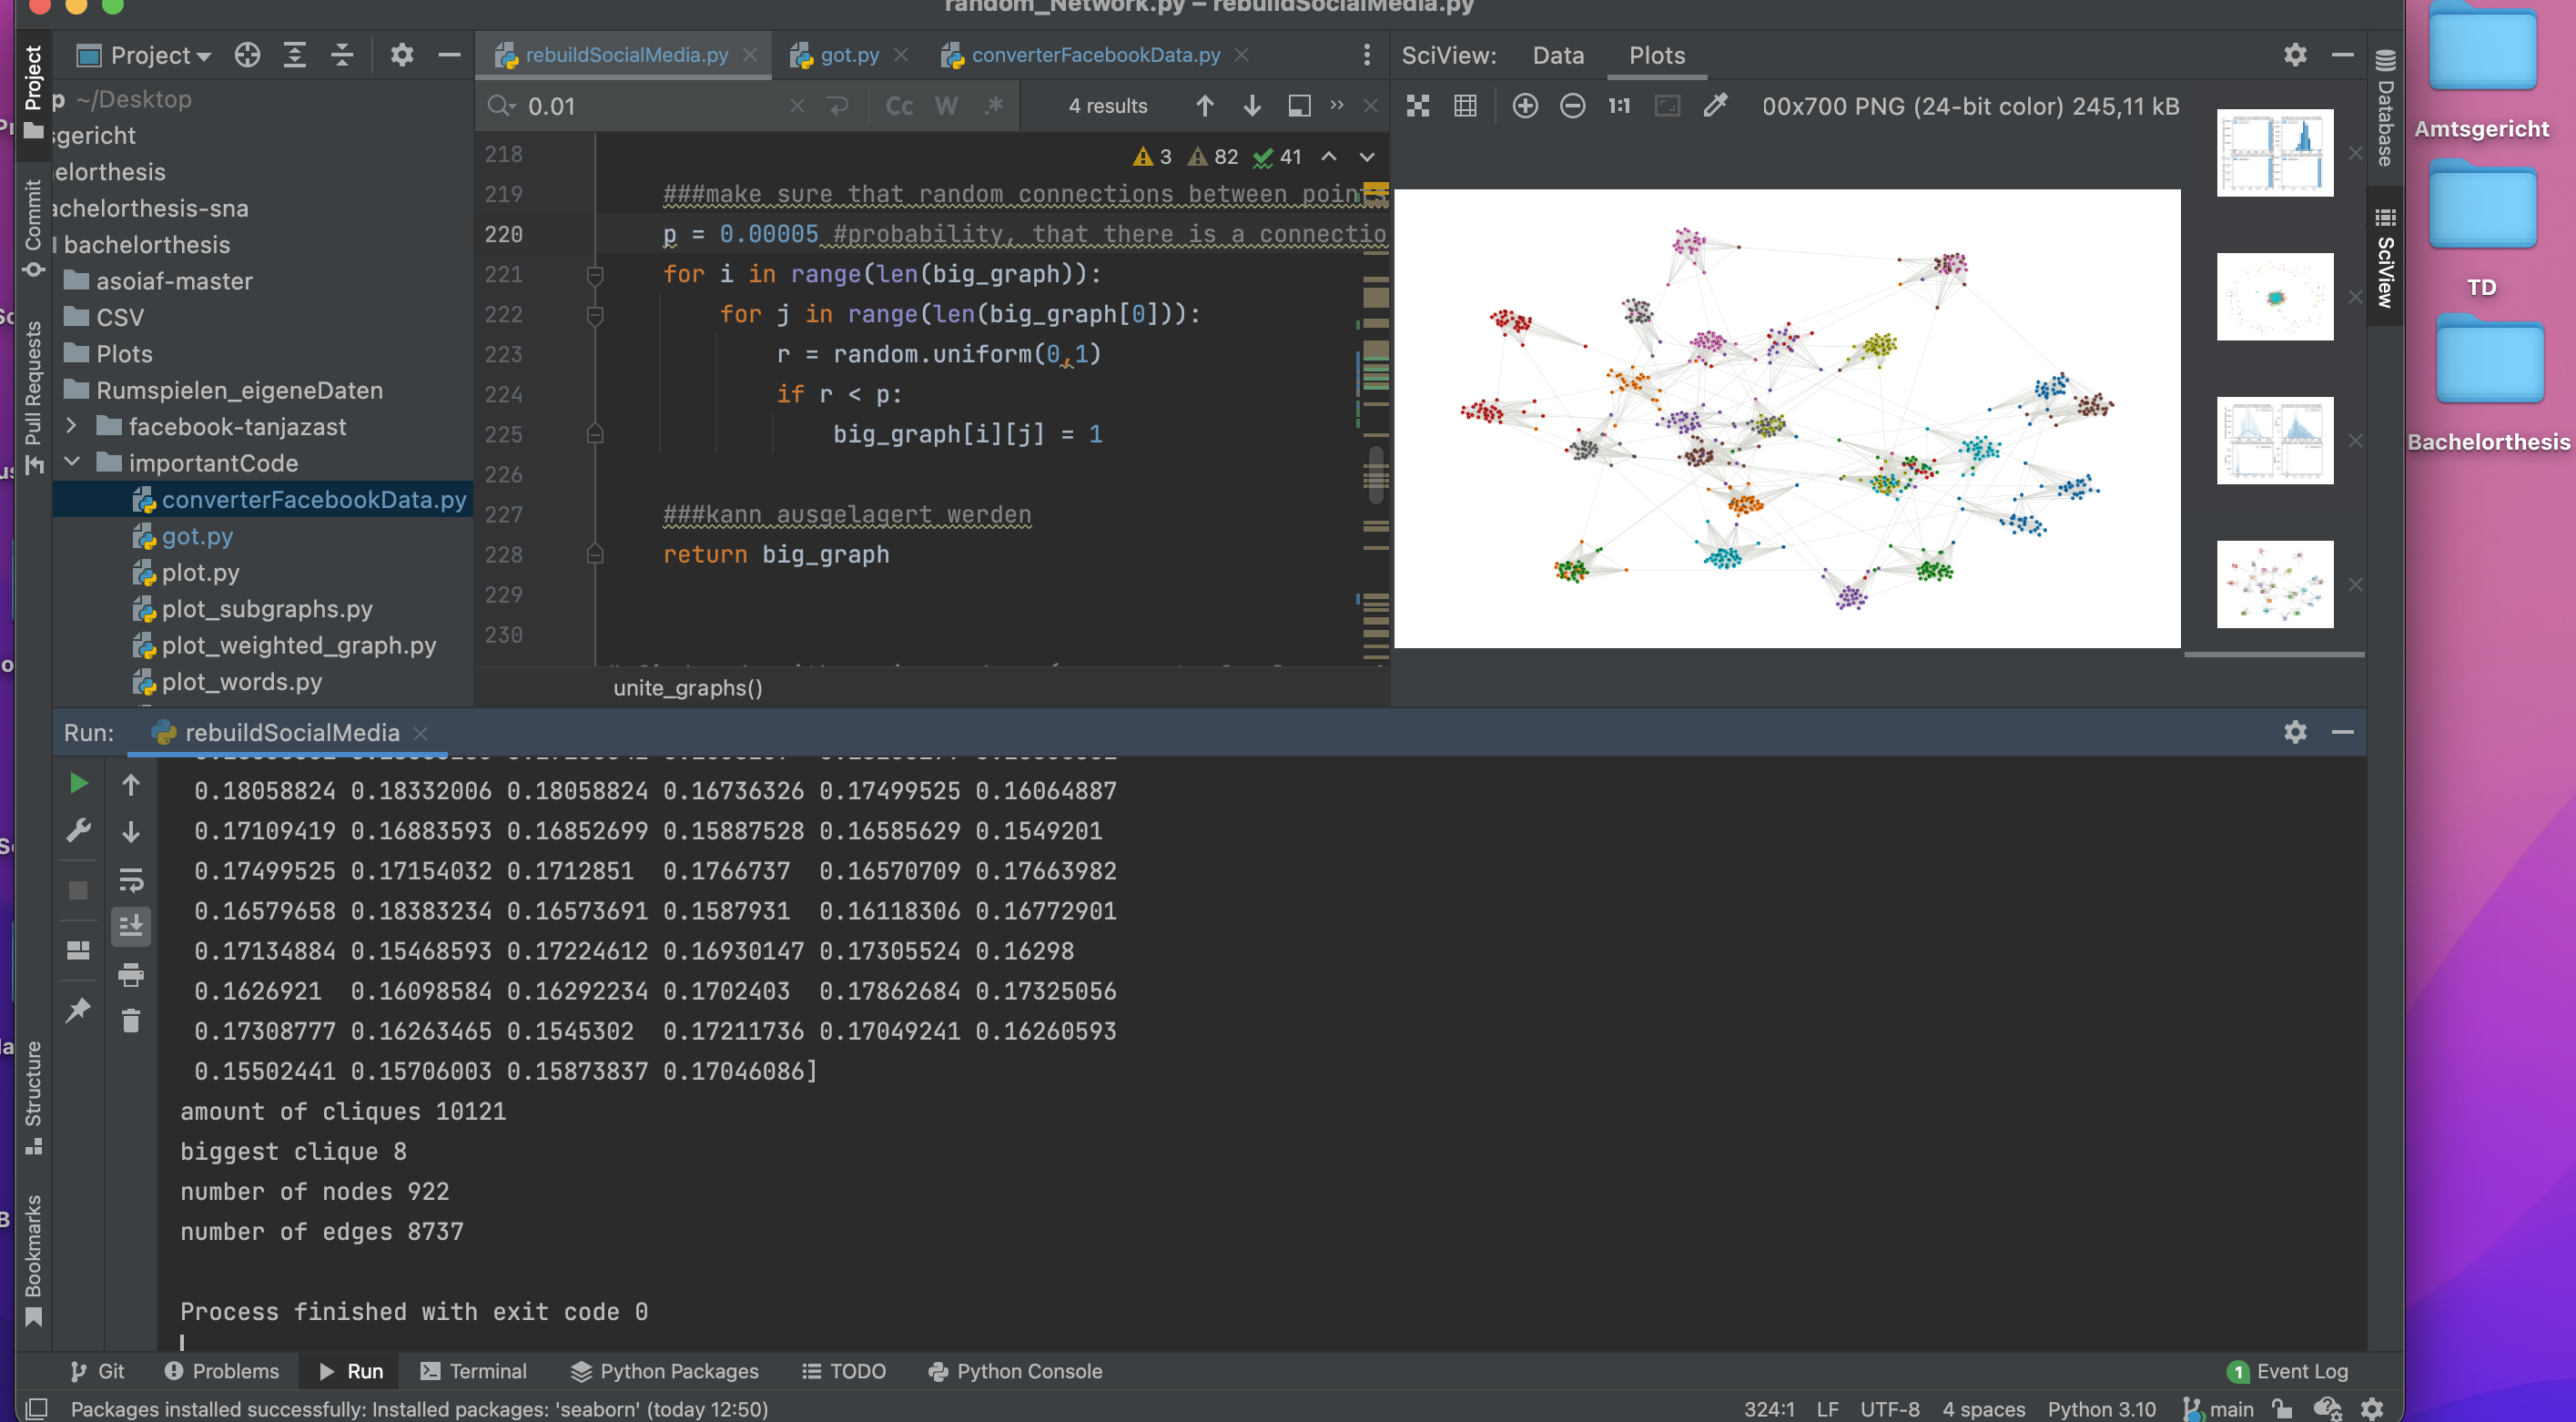 random_Network.py – rebuildSocialMedia.py
Project
~/Desktop
sgericht
elorthesis
achelorthesis-sna
bachelorthesis
asoiaf-master
CSV
Plots
Rumspielen_eigeneDaten
facebook-tanjazast
importantCode
converterFacebookData.py
got.py
plot.py
plot_subgraphs.py
plot_weighted_graph.py
plot_words.py
Project
Commit
Pull Requests
Structure
Bookmarks
rebuildSocialMedia.py
got.py
converterFacebookData.py
0.01
Cc
W
.*
4 results
3
82
41
218
219 ###make sure that random connections between points
220 p = 0.00005 #probability, that there is a connectio
221 for i in range(len(big_graph)):
222 for j in range(len(big_graph[0])):
223 r = random.uniform(0,1)
224 if r < p:
225 big_graph[i][j] = 1
226
227 ###kann ausgelagert werden
228 return big_graph
229
230
unite_graphs()
SciView:
Data
Plots
1:1
00x700 PNG (24-bit color) 245,11 kB
Database
SciView
Amtsgericht
TD
Bachelorthesis
Run:
rebuildSocialMedia
0.18058824 0.18332006 0.18058824 0.16736326 0.17499525 0.16064887
0.17109419 0.16883593 0.16852699 0.15887528 0.16585629 0.1549201
0.17499525 0.17154032 0.1712851 0.1766737 0.16570709 0.17663982
0.16579658 0.18383234 0.16573691 0.1587931 0.16118306 0.16772901
0.17134884 0.15468593 0.17224612 0.16930147 0.17305524 0.16298
0.1626921 0.16098584 0.16292234 0.1702403 0.17862684 0.17325056
0.17308777 0.16263465 0.1545302 0.17211736 0.17049241 0.16260593
0.15502441 0.15706003 0.15873837 0.17046086]
amount of cliques 10121
biggest clique 8
number of nodes 922
number of edges 8737
Process finished with exit code 0
Git
Problems
Run
Terminal
Python Packages
TODO
Python Console
1 Event Log
Packages installed successfully: Installed packages: 'seaborn' (today 12:50)
324:1
LF
UTF-8
4 spaces
Python 3.10
main